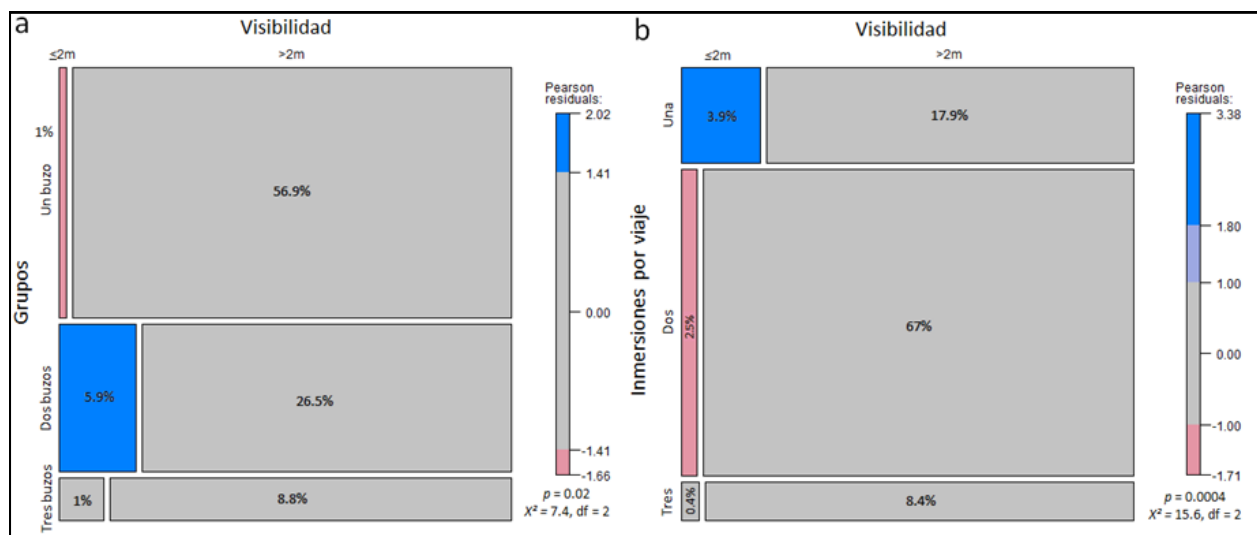 a
Visibilidad
≤2m >2m
Grupos
Un buzo
1%
56.9%
Dos buzos
5.9%
26.5%
Tres buzos
1%
8.8%
Pearson
residuals:
2.02
1.41
0.00
-1.41
-1.66
p = 0.02
X² = 7.4, df = 2
b
Visibilidad
≤2m >2m
Inmersiones por viaje
Una
3.9%
17.9%
Dos
2.5%
67%
Tres
0.4%
8.4%
Pearson
residuals:
3.38
1.80
1.00
0.00
-1.00
-1.71
p = 0.0004
X² = 15.6, df = 2